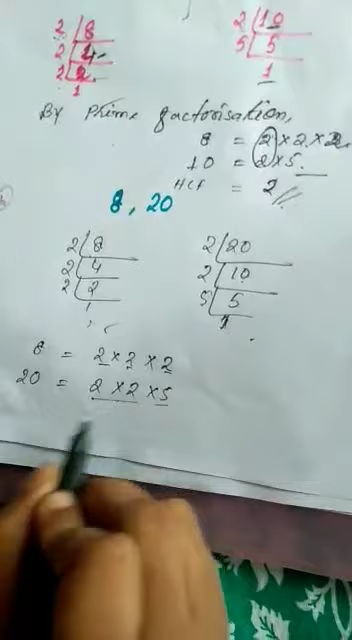 2 8 2 10
2 4 5 5
2 2 1
1
By Prime factorisation,
8 = 2 × 2 × 2
10 = 2 × 5
HCF = 2
8, 20
2 8 2 20
2 4 2 10
2 2 5 5
1 1
8 = 2 × 2 × 2
20 = 2 × 2 × 5